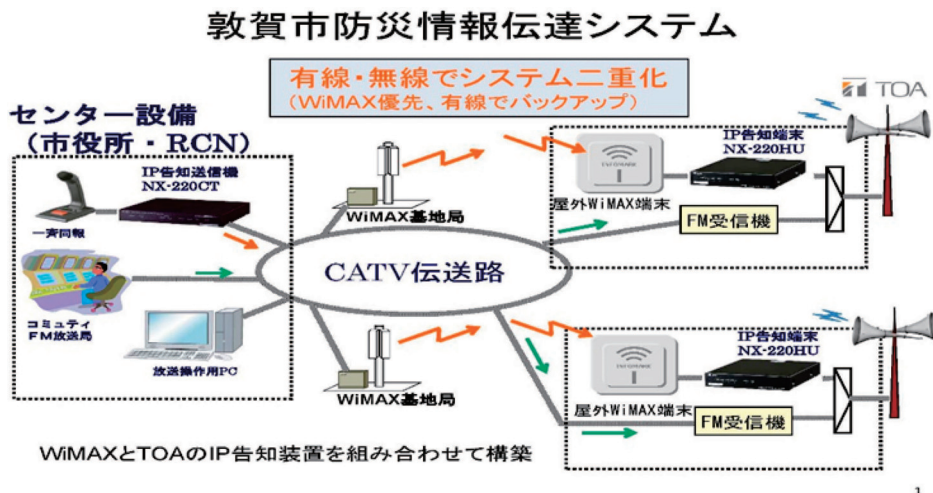 敦賀市防災情報伝達システム
有線・無線でシステム二重化
(WiMAX優先、有線でバックアップ)
TOA
センター設備
(市役所・RCN)
IP告知送信機
NX-220CT
一斉同報
コミュティ
FM放送局
放送操作用PC
WiMAX基地局
CATV伝送路
WiMAX基地局
IP告知端末
NX-220HU
屋外WiMAX端末
FM受信機
IP告知端末
NX-220HU
屋外WiMAX端末
FM受信機
WiMAXとTOAのIP告知装置を組み合わせて構築
1